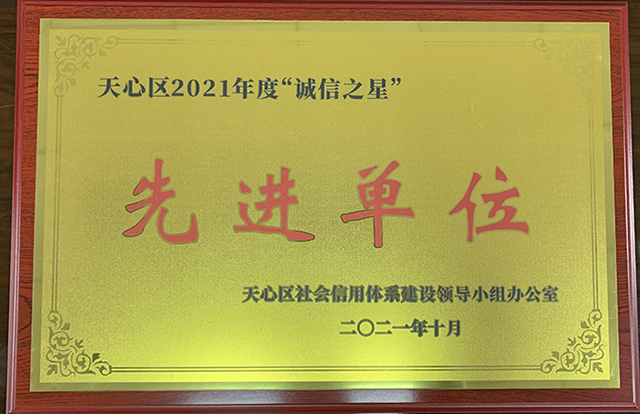 天心区2021年度“诚信之星”
先进单位
天心区社会信用体系建设领导小组办公室
二〇二一年十月